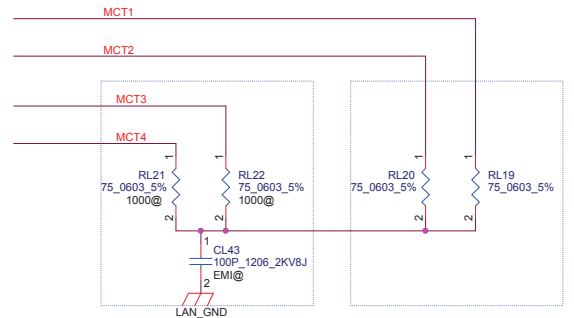 MCT1
MCT2
MCT3
MCT4
1
1
1
1
RL21
75_0603_5%
1000@
RL22
75_0603_5%
1000@
RL20
75_0603_5%
RL19
75_0603_5%
2
2
2
2
1
CL43
100P_1206_2KV8J
EMI@
2
LAN_GND